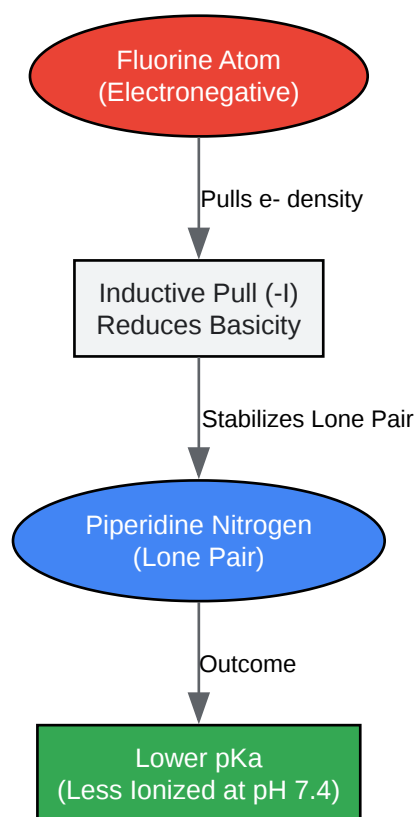 Fluorine Atom
(Electronegative)
Pulls e- density
Inductive Pull (-I)
Reduces Basicity
Stabilizes Lone Pair
Piperidine Nitrogen
(Lone Pair)
Outcome
Lower pKa
(Less Ionized at pH 7.4)